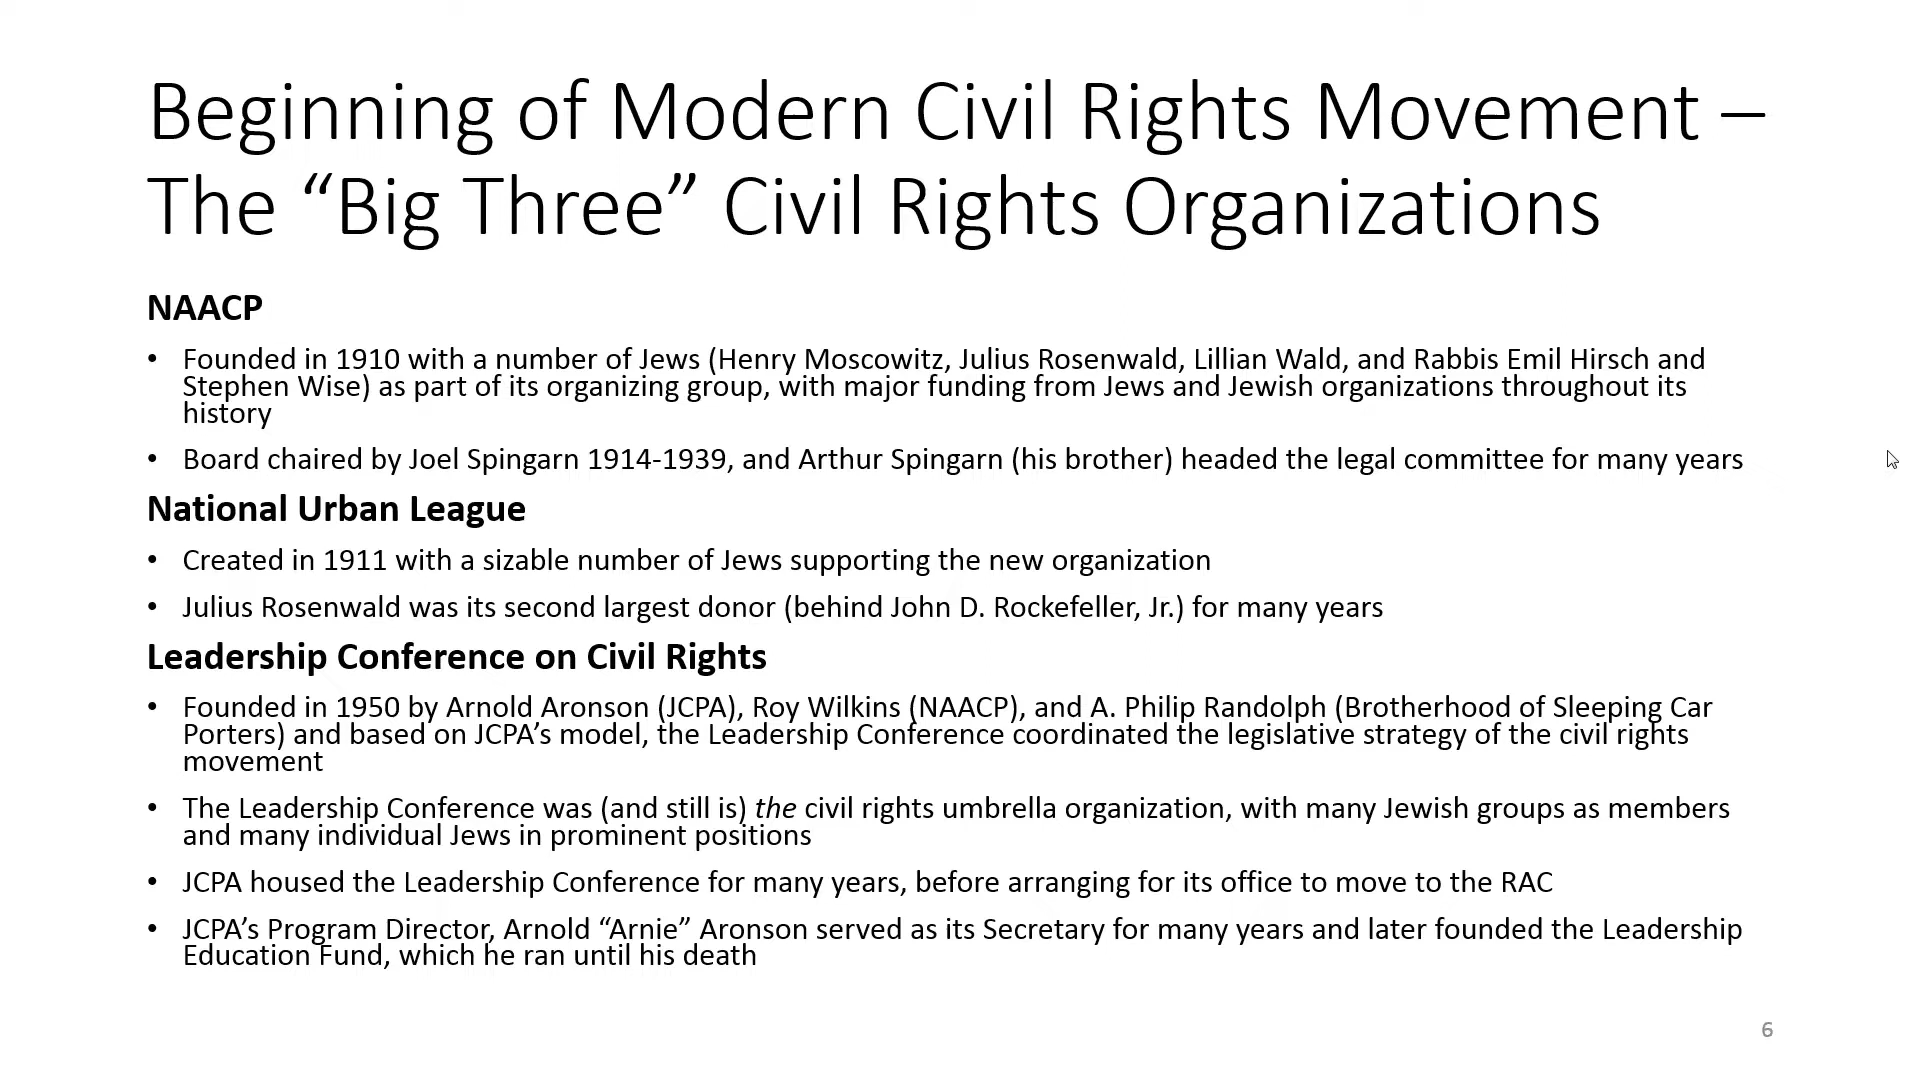 Beginning of Modern Civil Rights Movement –
The “Big Three” Civil Rights Organizations
NAACP
• Founded in 1910 with a number of Jews (Henry Moscowitz, Julius Rosenwald, Lillian Wald, and Rabbis Emil Hirsch and
Stephen Wise) as part of its organizing group, with major funding from Jews and Jewish organizations throughout its
history
• Board chaired by Joel Spingarn 1914-1939, and Arthur Spingarn (his brother) headed the legal committee for many years
National Urban League
• Created in 1911 with a sizable number of Jews supporting the new organization
• Julius Rosenwald was its second largest donor (behind John D. Rockefeller, Jr.) for many years
Leadership Conference on Civil Rights
• Founded in 1950 by Arnold Aronson (JCPA), Roy Wilkins (NAACP), and A. Philip Randolph (Brotherhood of Sleeping Car
Porters) and based on JCPA’s model, the Leadership Conference coordinated the legislative strategy of the civil rights
movement
• The Leadership Conference was (and still is) the civil rights umbrella organization, with many Jewish groups as members
and many individual Jews in prominent positions
• JCPA housed the Leadership Conference for many years, before arranging for its office to move to the RAC
• JCPA’s Program Director, Arnold “Arnie” Aronson served as its Secretary for many years and later founded the Leadership
Education Fund, which he ran until his death
6